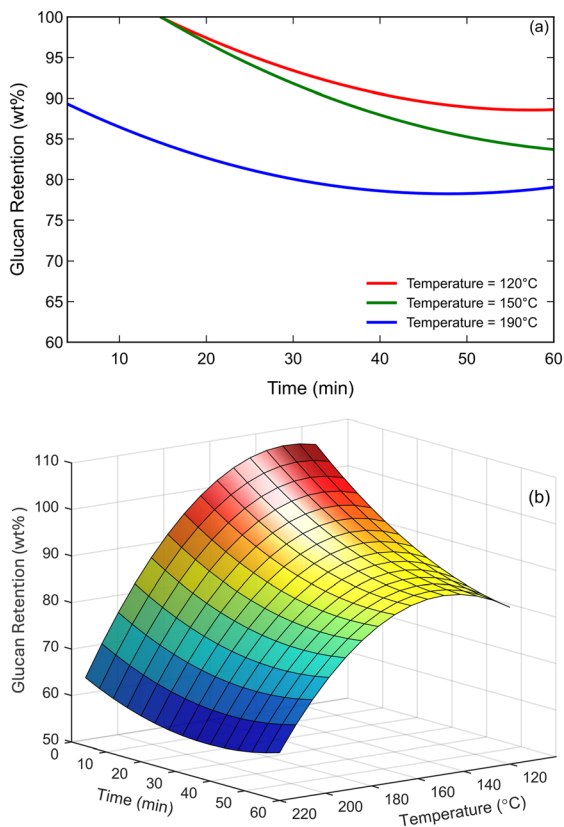 (a)
100
95
90
85
80
75
70
65
60
Glucan Retention (wt%)
Temperature = 120°C
Temperature = 150°C
Temperature = 190°C
10 20 30 40 50 60
Time (min)
(b)
110
100
90
80
70
60
50
Glucan Retention (wt%)
0 10 20 30 40 50 60
Time (min)
220 200 180 160 140 120
Temperature (°C)